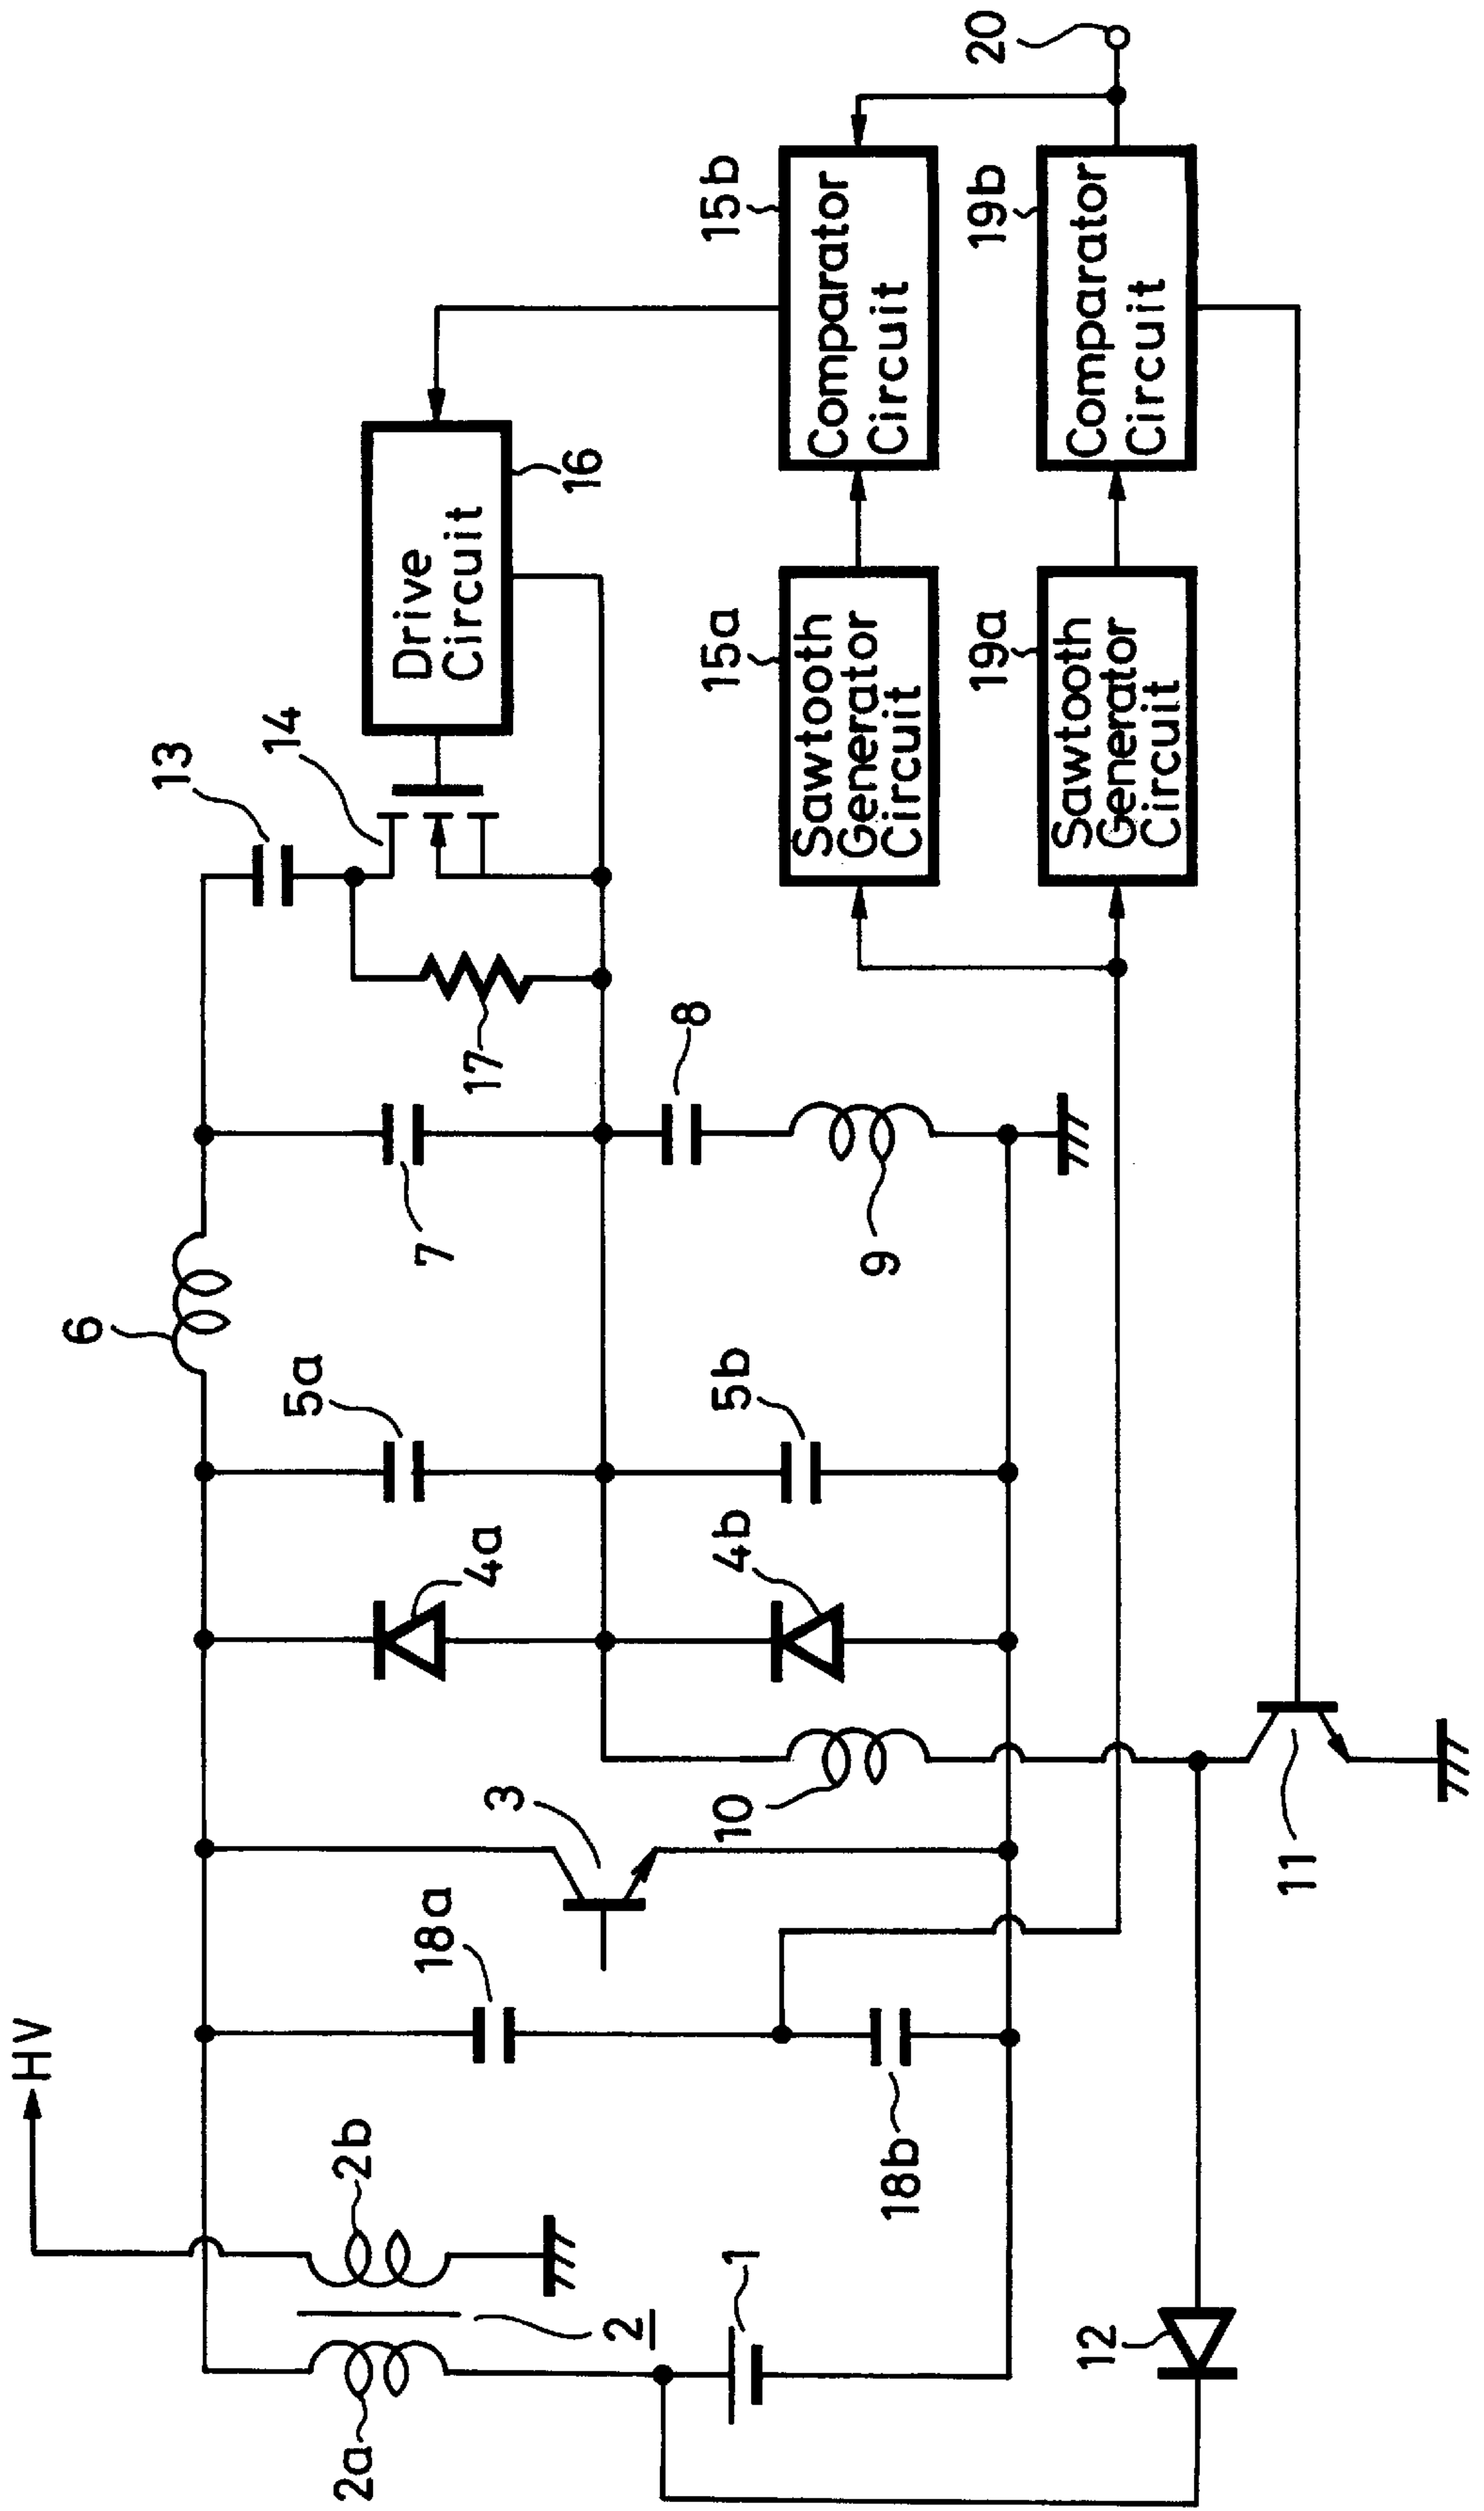 HV
2a
2b
2
1
18a
18b
3
10
4a
4b
5a
5b
6
7
8
9
17
13
14
Drive
Circuit
16
15a
Sawtooth
Generator
Circuit
15b
Comparator
Circuit
19a
Sawtooth
Generator
Circuit
19b
Comparator
Circuit
20
11
12